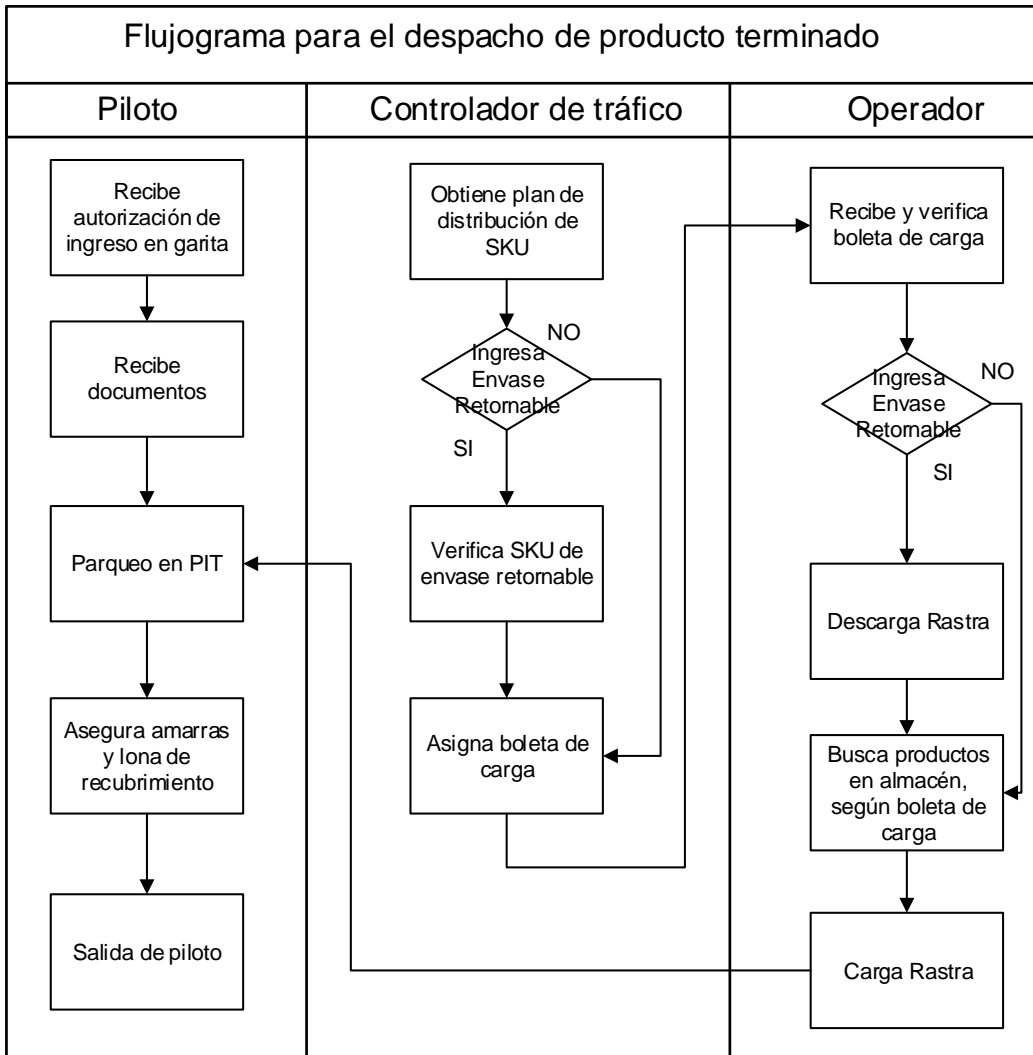 Flujograma para el despacho de producto terminado
Piloto
Controlador de tráfico
Operador
Recibe
autorización de
ingreso en garita
Recibe
documentos
Parqueo en PIT
Asegura amarras
y lona de
recubrimiento
Salida de piloto
Obtiene plan de
distribución de
SKU
NO
Ingresa
Envase
Retornable
SI
Verifica SKU de
envase retornable
Asigna boleta de
carga
Recibe y verifica
boleta de carga
Ingresa
Envase
Retornable
NO
SI
Descarga Rastra
Busca productos
en almacén,
según boleta de
carga
Carga Rastra